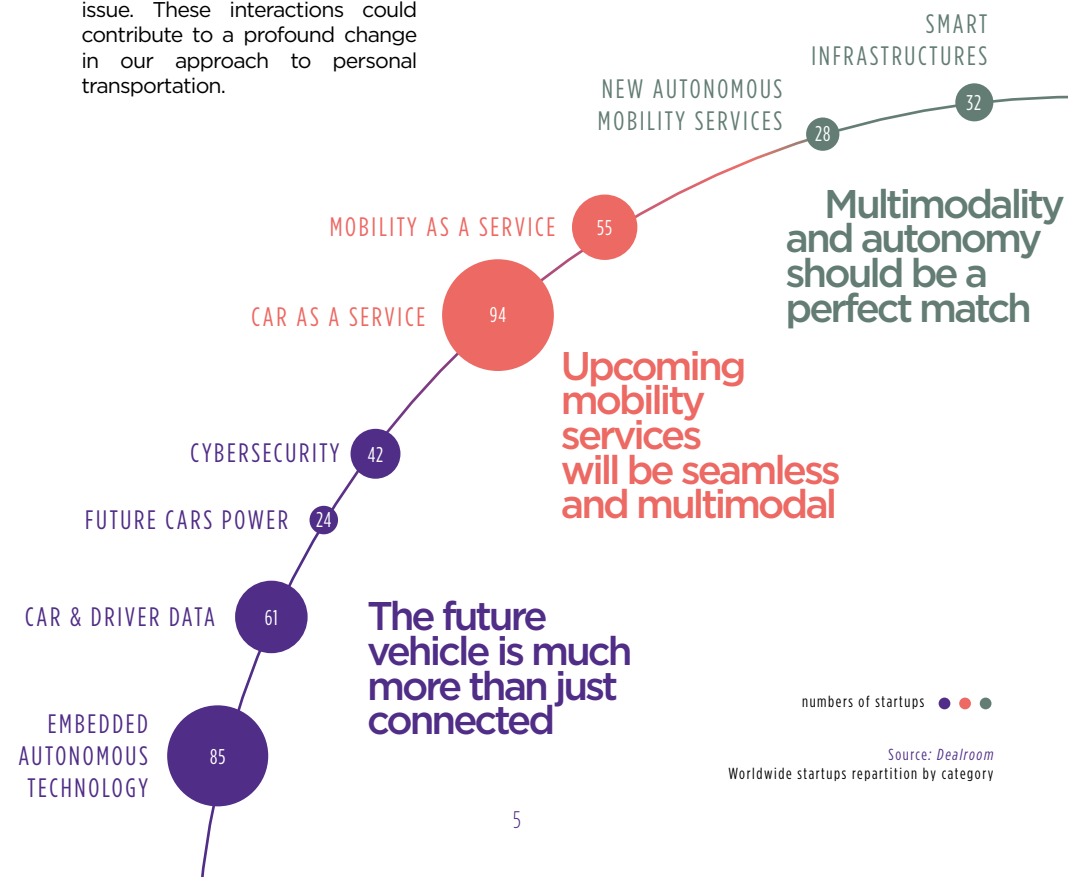 issue. These interactions could
contribute to a profound change
in our approach to personal
transportation.
SMART
INFRASTRUCTURES
32
NEW AUTONOMOUS
MOBILITY SERVICES
28
Multimodality
and autonomy
should be a
perfect match
MOBILITY AS A SERVICE
55
CAR AS A SERVICE
94
Upcoming
mobility
services
will be seamless
and multimodal
CYBERSECURITY
42
FUTURE CARS POWER
24
CAR & DRIVER DATA
61
The future
vehicle is much
more than just
connected
EMBEDDED
AUTONOMOUS
TECHNOLOGY
85
numbers of startups
Source: Dealroom
Worldwide startups repartition by category
5